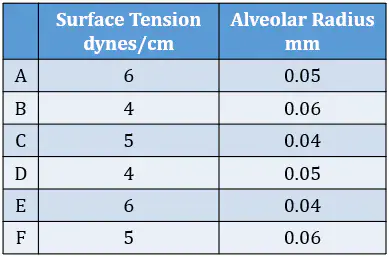 Surface Tension Alveolar Radius
dynes/cm mm
A 6 0.05
B 4 0.06
C 5 0.04
D 4 0.05
E 6 0.04
F 5 0.06